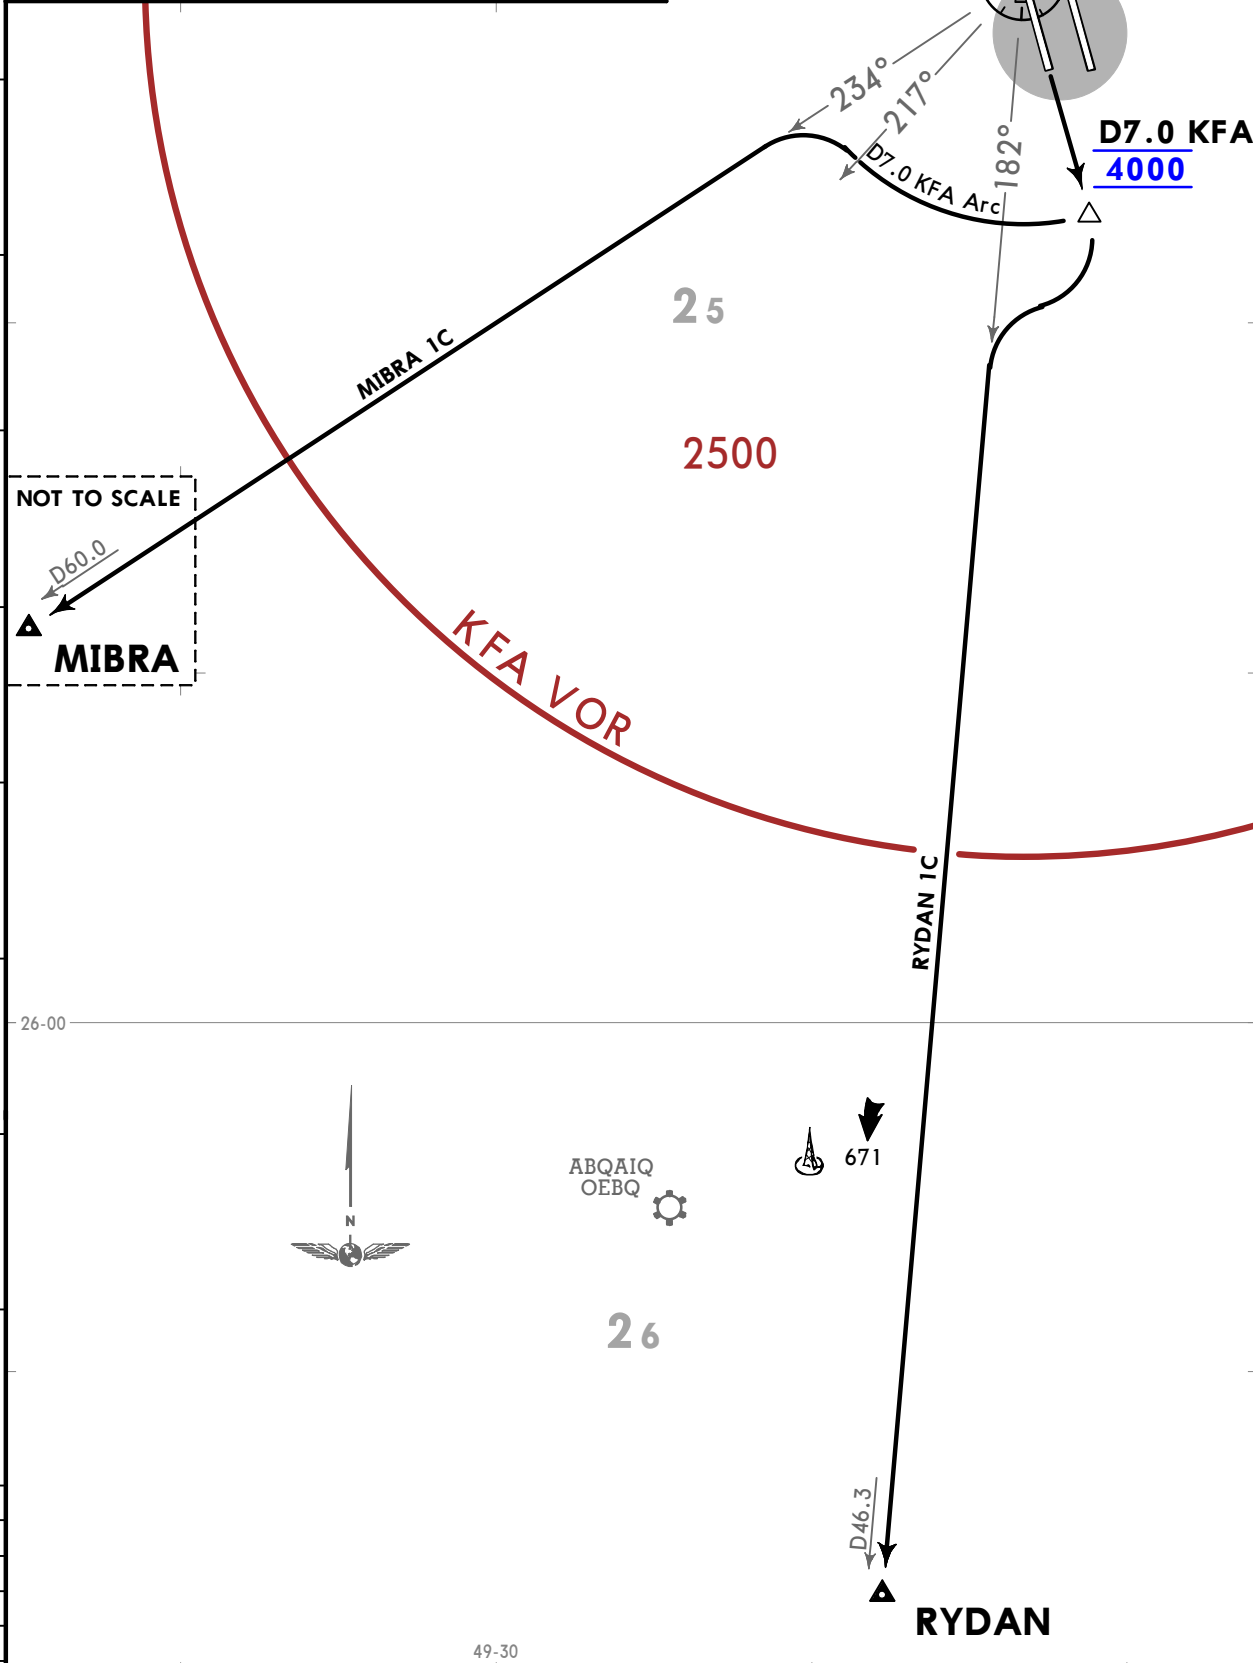 234°
217°
182°
D7.0 KFA
4000
D7.0 KFA Arc
25
MIBRA 1C
2500
NOT TO SCALE
D60.0
MIBRA
KFA VOR
RYDAN 1C
26-00
671
ABQAIQ
OEBQ
N
26
D46.3
RYDAN
49-30